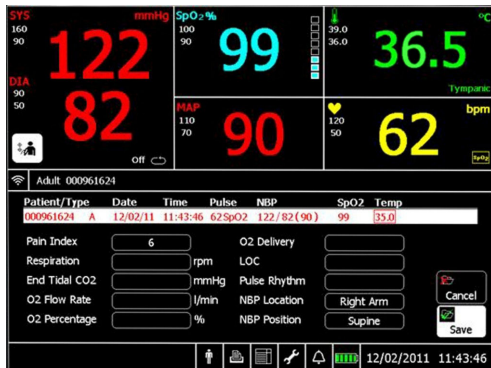 SYS mmHg
160
90
122
DIA
90
50
82
Off
SpO2%
100
90
99
MAP
110
70
90
°C
39.0
36.0
36.5
Tympanic
bpm
120
50
62
SpO2
Adult 000961624
Patient/Type Date Time Pulse NBP SpO2 Temp
000961624 A 12/02/11 11:43:46 62SpO2 122/82(90) 99 35.0
Pain Index 6 O2 Delivery
Respiration rpm LOC
End Tidal CO2 mmHg Pulse Rhythm
O2 Flow Rate l/min NBP Location Right Arm
O2 Percentage % NBP Position Supine
Cancel
Save
12/02/2011 11:43:46